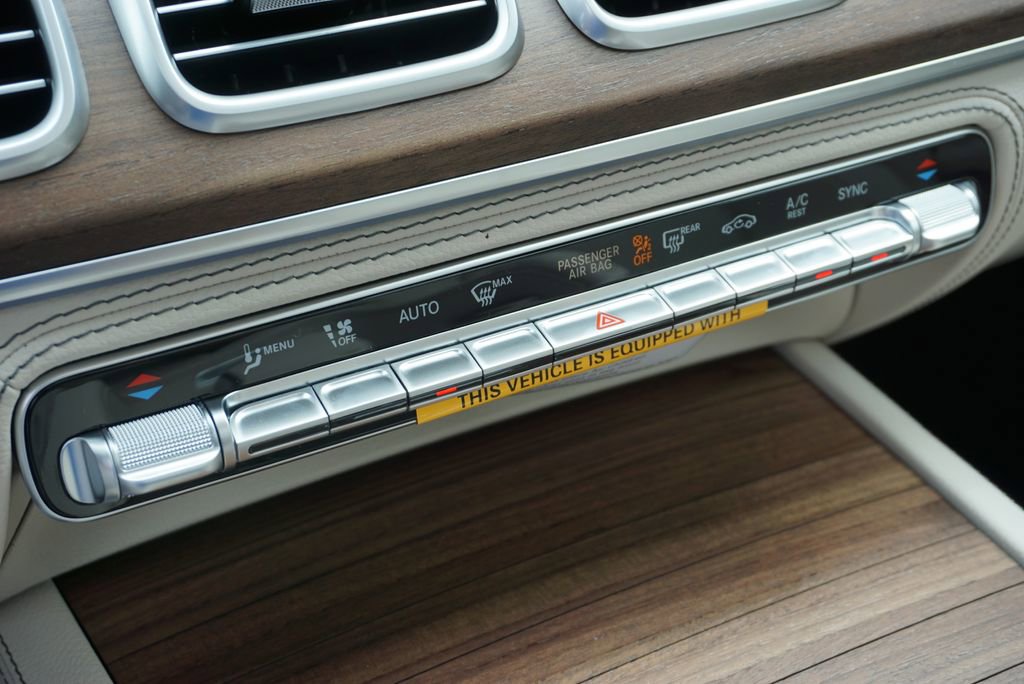 MENU
OFF
AUTO
MAX
PASSENGER
AIR BAG
OFF
REAR
A/C
REST
SYNC
THIS VEHICLE IS EQUIPPED WITH